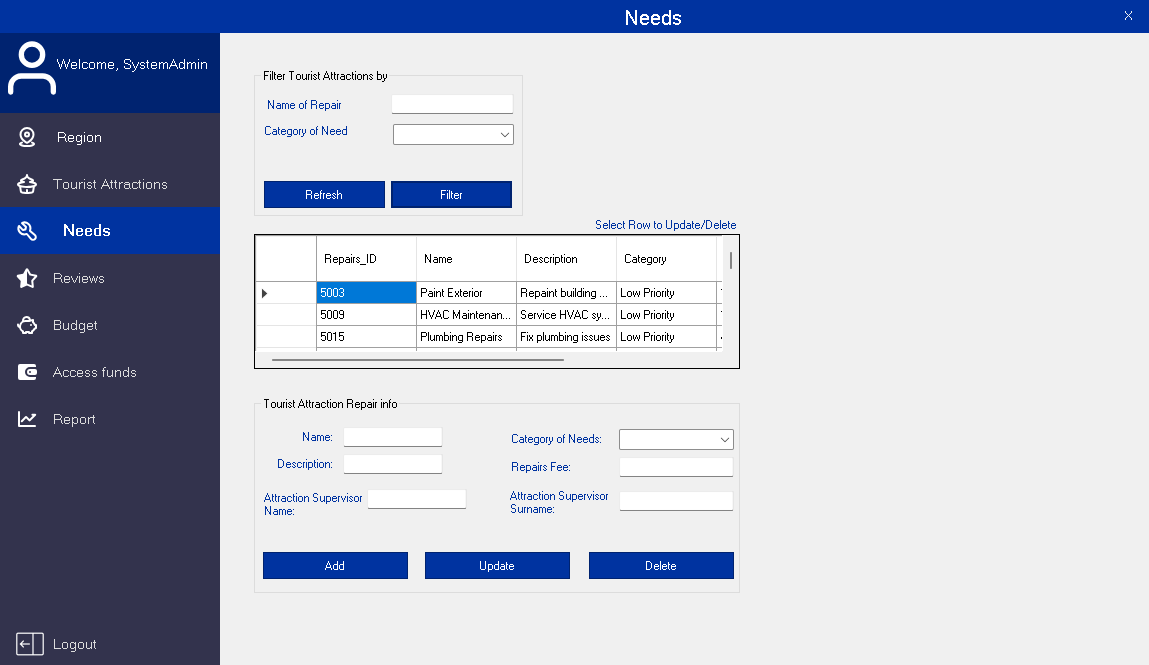 Needs
X
Welcome, SystemAdmin
Region
Tourist Attractions
Needs
Reviews
Budget
Access funds
Report
Logout
Filter Tourist Attractions by
Name of Repair
Category of Need
Refresh Filter
Select Row to Update/Delete
Repairs_ID Name Description Category
5003 Paint Exterior Repaint building ... Low Priority
5009 HVAC Maintenan... Service HVAC sy... Low Priority
5015 Plumbing Repairs Fix plumbing issues Low Priority
Tourist Attraction Repair info
Name: Category of Needs:
Description: Repairs Fee:
Attraction Supervisor Name:
Attraction Supervisor Surname:
Add Update Delete